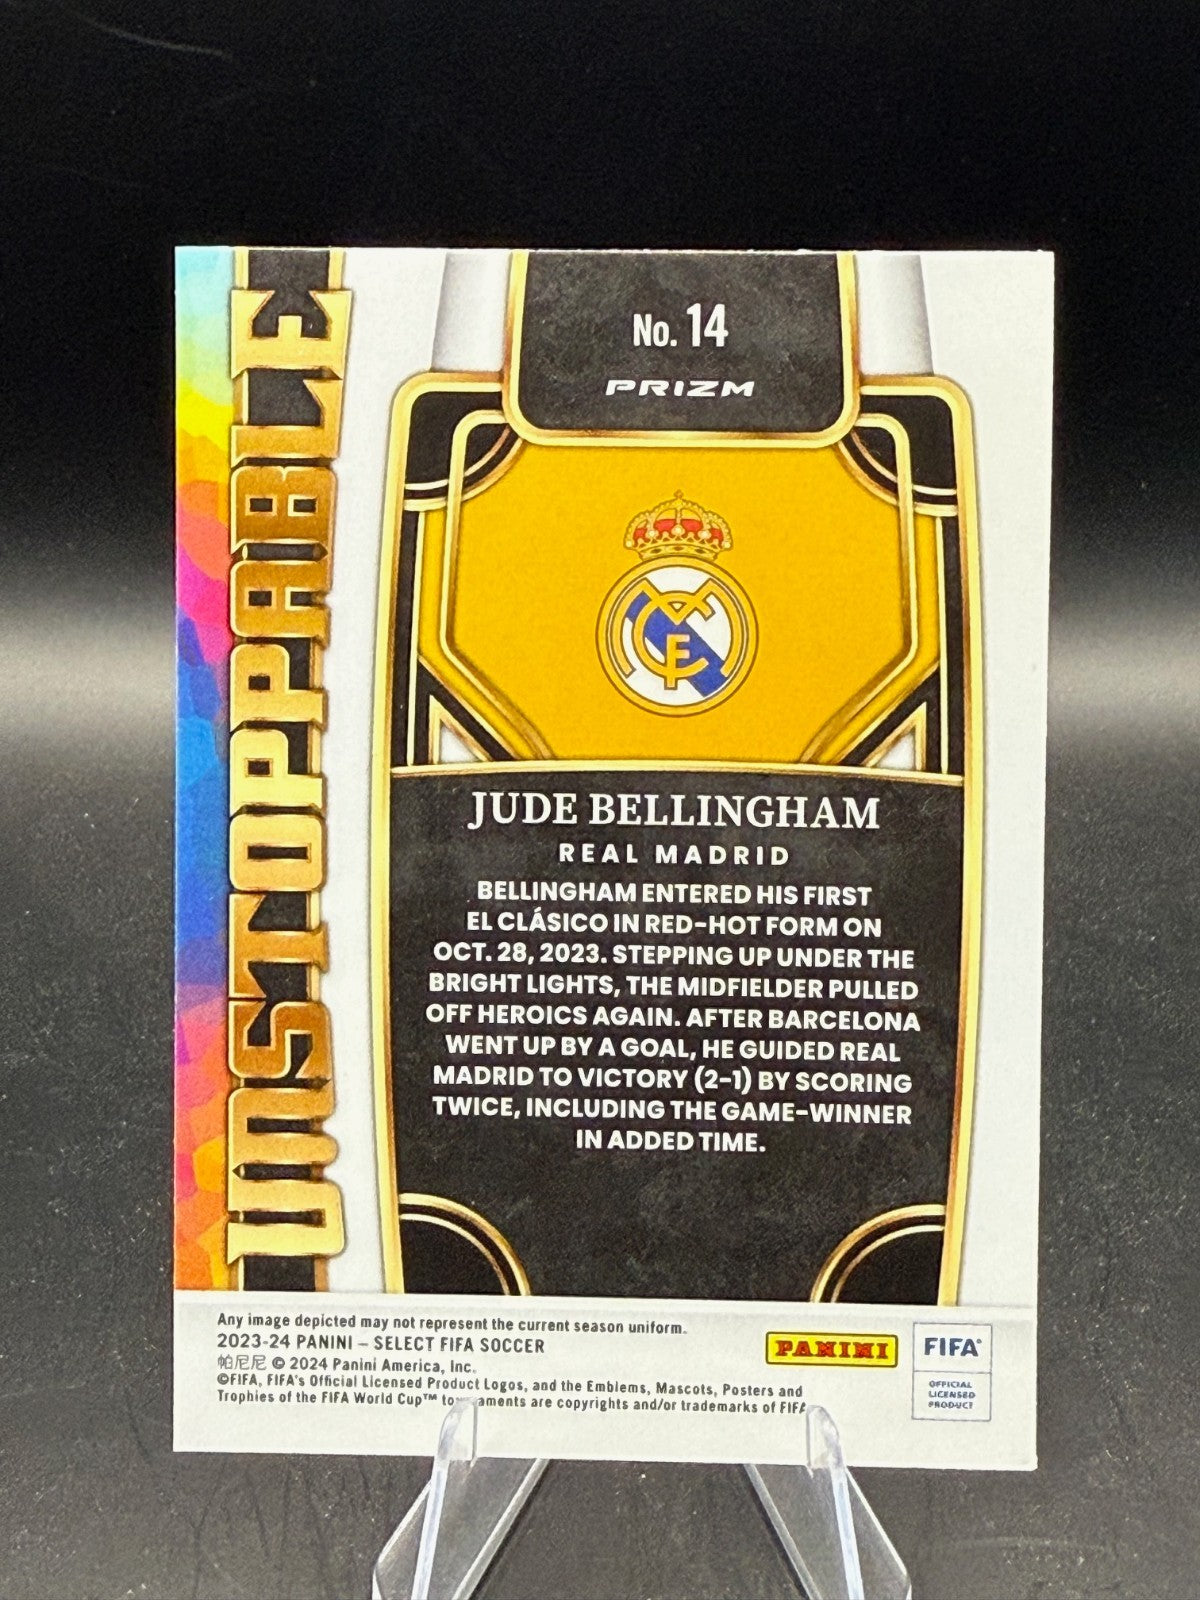 UNSTOPPABLE
No. 14
PRIZM
JUDE BELLINGHAM
REAL MADRID
BELLINGHAM ENTERED HIS FIRST
EL CLÁSICO IN RED-HOT FORM ON
OCT. 28, 2023. STEPPING UP UNDER THE
BRIGHT LIGHTS, THE MIDFIELDER PULLED
OFF HEROICS AGAIN. AFTER BARCELONA
WENT UP BY A GOAL, HE GUIDED REAL
MADRID TO VICTORY (2-1) BY SCORING
TWICE, INCLUDING THE GAME-WINNER
IN ADDED TIME.
Any image depicted may not represent the current season uniform.
2023-24 PANINI – SELECT FIFA SOCCER
帕尼尼 © 2024 Panini America, Inc.
©FIFA, FIFA's Official Licensed Product Logos, and the Emblems, Mascots, Posters and
Trophies of the FIFA World Cup™ are copyrights and/or trademarks of FIFA
PANINI
FIFA®
OFFICIAL
LICENSED
PRODUCT